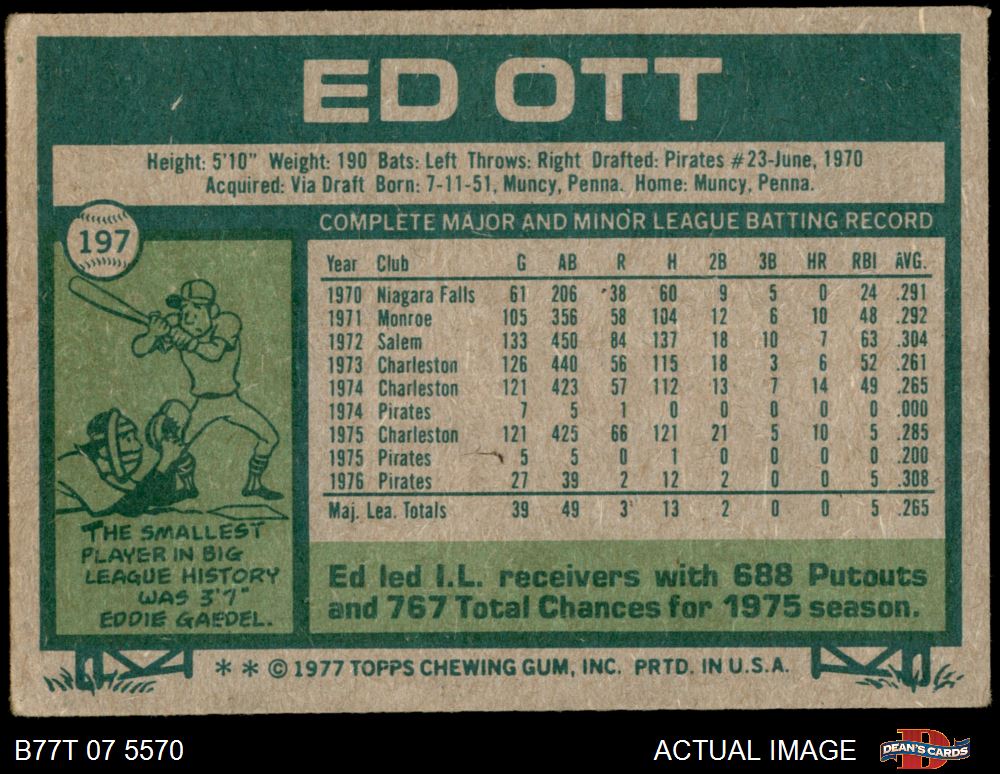 ED OTT
Height: 5'10" Weight: 190 Bats: Left Throws: Right Drafted: Pirates #23-June, 1970
Acquired: Via Draft Born: 7-11-51, Muncy, Penna. Home: Muncy, Penna.
197
COMPLETE MAJOR AND MINOR LEAGUE BATTING RECORD
Year Club G AB R H 2B 3B HR RBI AVG.
1970 Niagara Falls 61 206 38 60 9 5 0 24 .291
1971 Monroe 105 356 58 104 12 6 10 48 .292
1972 Salem 133 450 84 137 18 10 7 63 .304
1973 Charleston 126 440 56 115 18 3 6 52 .261
1974 Charleston 121 423 57 112 13 7 14 49 .265
1974 Pirates 7 5 1 0 0 0 0 0 .000
1975 Charleston 121 425 66 121 21 5 10 5 .285
1975 Pirates 5 5 0 1 0 0 0 0 .200
1976 Pirates 27 39 2 12 2 0 0 5 .308
Maj. Lea. Totals 39 49 3 13 2 0 0 5 .265
THE SMALLEST
PLAYER IN BIG
LEAGUE HISTORY
WAS 3'7"
EDDIE GAEDEL.
Ed led I.L. receivers with 688 Putouts
and 767 Total Chances for 1975 season.
* * © 1977 TOPPS CHEWING GUM, INC. PRTD. IN U.S.A.
B77T 07 5570
ACTUAL IMAGE
DEAN'S CARDS